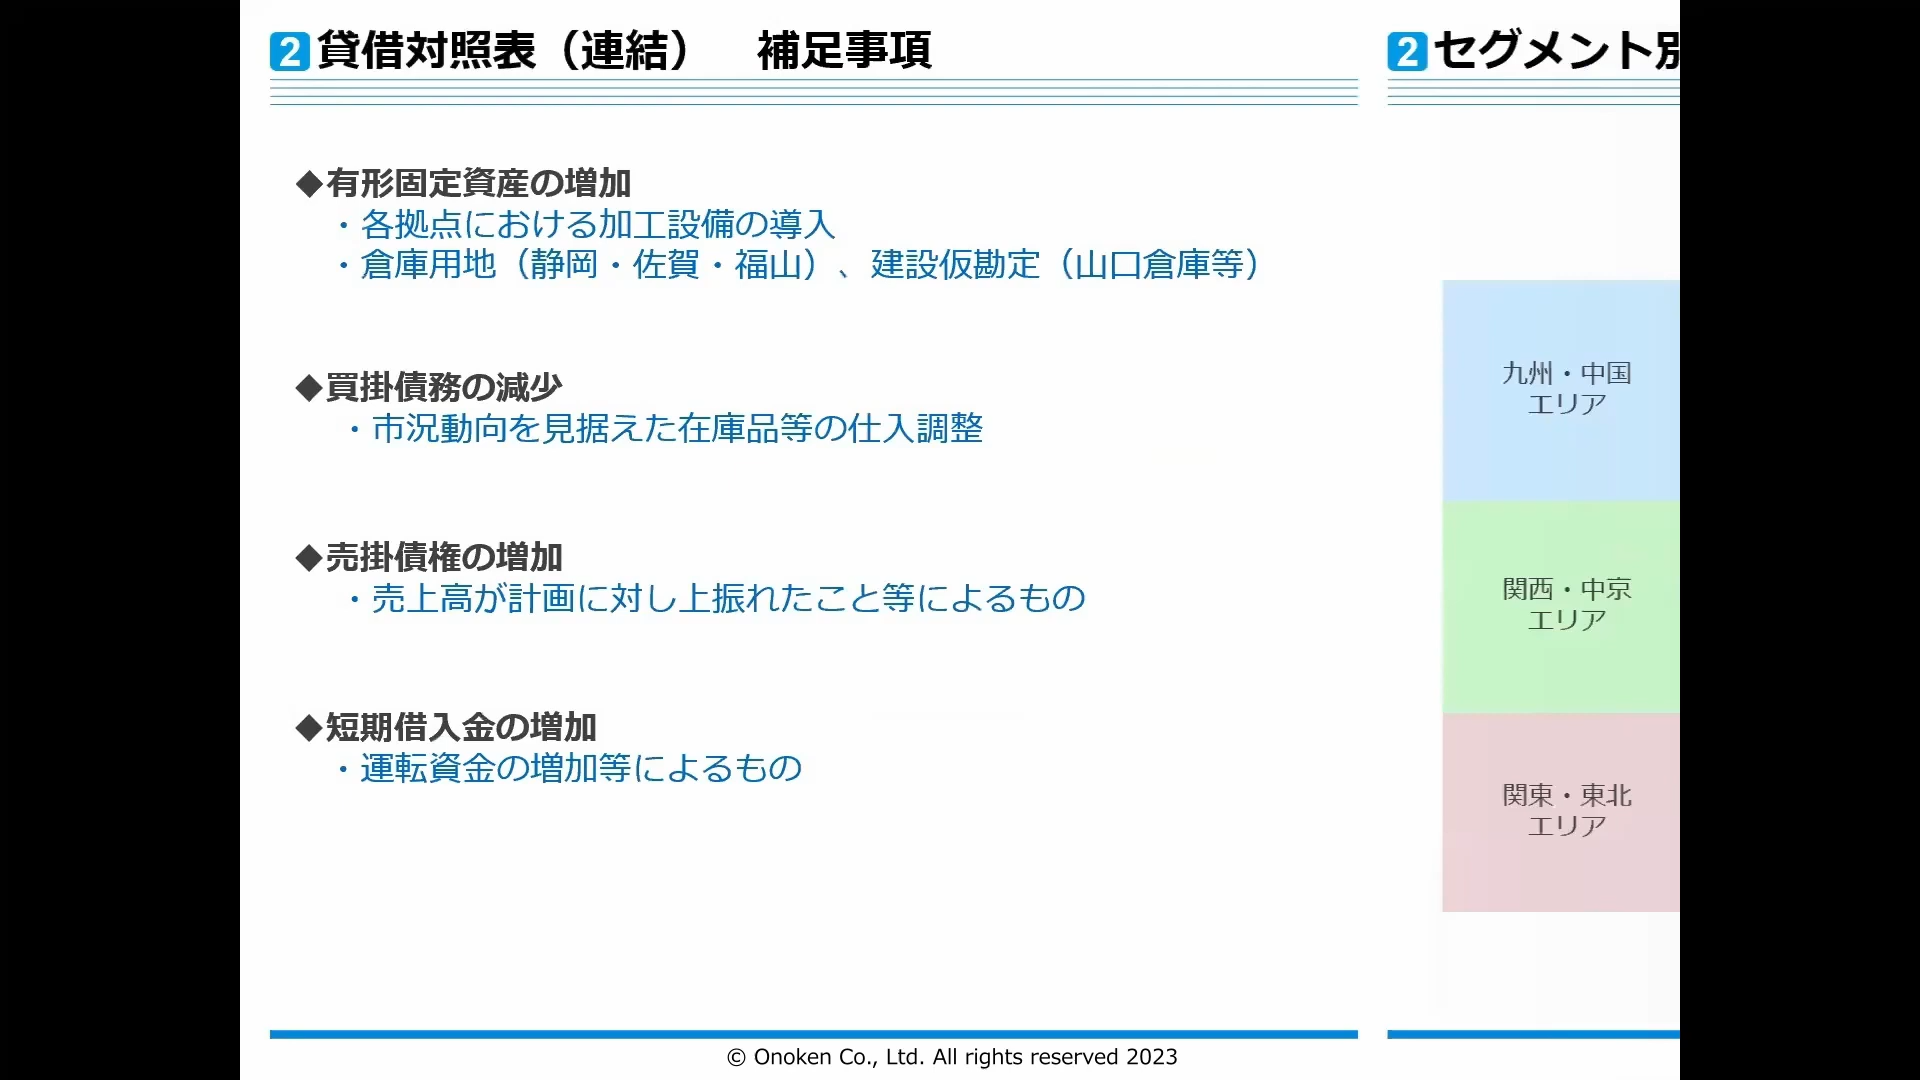 2 貸借対照表（連結）　補足事項
◆有形固定資産の増加
・各拠点における加工設備の導入
・倉庫用地（静岡・佐賀・福山）、建設仮勘定（山口倉庫等）
◆買掛債務の減少
・市況動向を見据えた在庫品等の仕入調整
◆売掛債権の増加
・売上高が計画に対し上振れたこと等によるもの
◆短期借入金の増加
・運転資金の増加等によるもの
© Onoken Co., Ltd. All rights reserved 2023
2 セグメント別
九州・中国
エリア
関西・中京
エリア
関東・東北
エリア